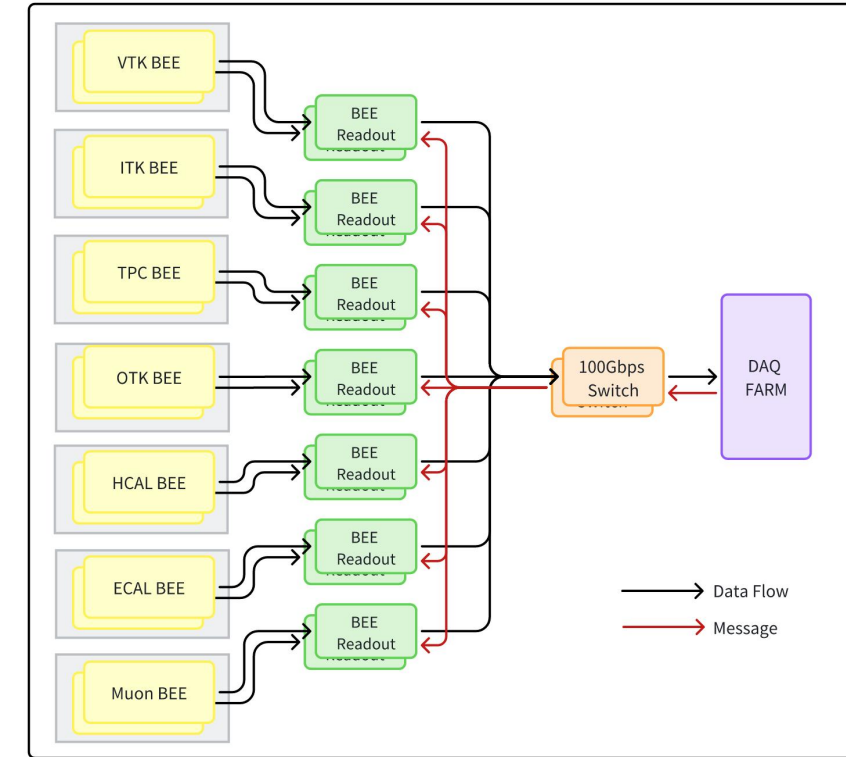 VTK BEE
BEE
Readout
ITK BEE
BEE
Readout
TPC BEE
BEE
Readout
OTK BEE
BEE
Readout
100Gbps
Switch
DAQ
FARM
HCAL BEE
BEE
Readout
ECAL BEE
BEE
Readout
Data Flow
Message
Muon BEE
BEE
Readout